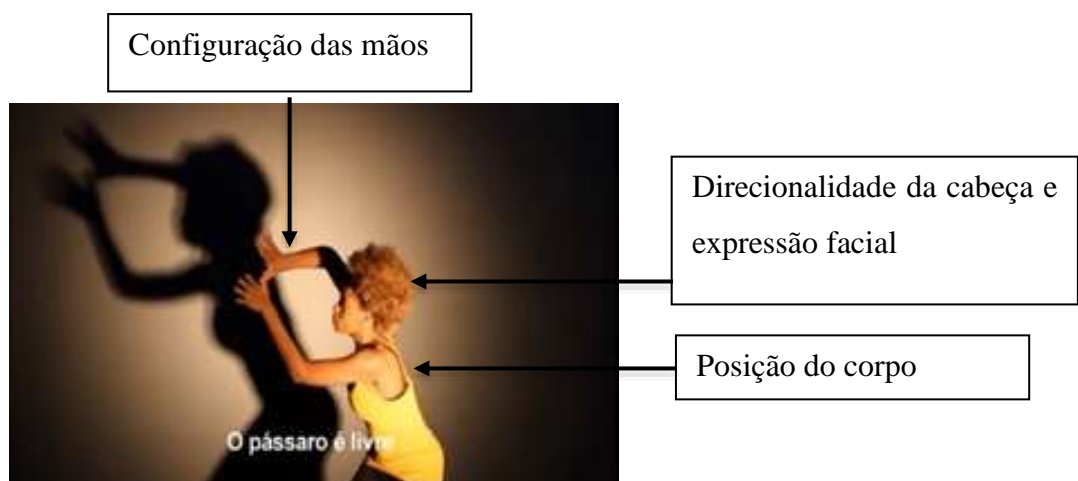 Configuração das mãos
Direcionalidade da cabeça e
expressão facial
Posição do corpo
O pássaro é livre